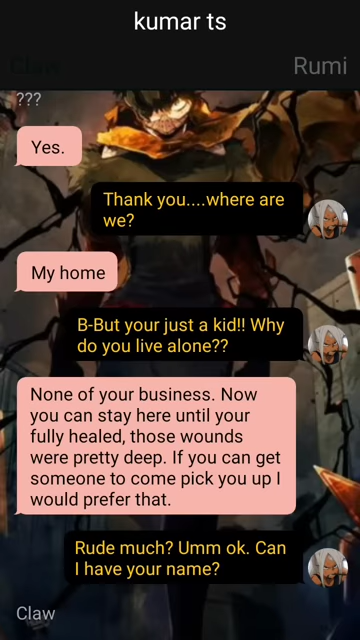 kumar ts
Claw
Rumi
???
Yes.
Thank you....where are
we?
My home
B-But your just a kid!! Why
do you live alone??
None of your business. Now
you can stay here until your
fully healed, those wounds
were pretty deep. If you can get
someone to come pick you up I
would prefer that.
Rude much? Umm ok. Can
I have your name?
Claw